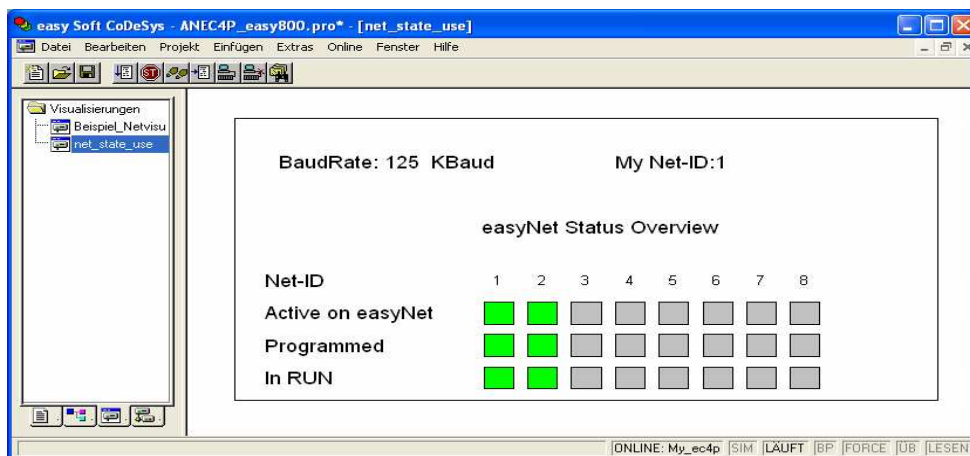 easy Soft CoDeSys - ANEC4P_easy800.pro* - [net_state_use]
Datei Bearbeiten Projekt Einfügen Extras Online Fenster Hilfe
Visualisierungen
Beispiel_Netvisu
net_state_use
BaudRate: 125 KBaud My Net-ID:1
easyNet Status Overview
Net-ID 1 2 3 4 5 6 7 8
Active on easyNet
Programmed
In RUN
ONLINE: My_ec4p SIM LÄUFT BP FORCE ÜB LESEN